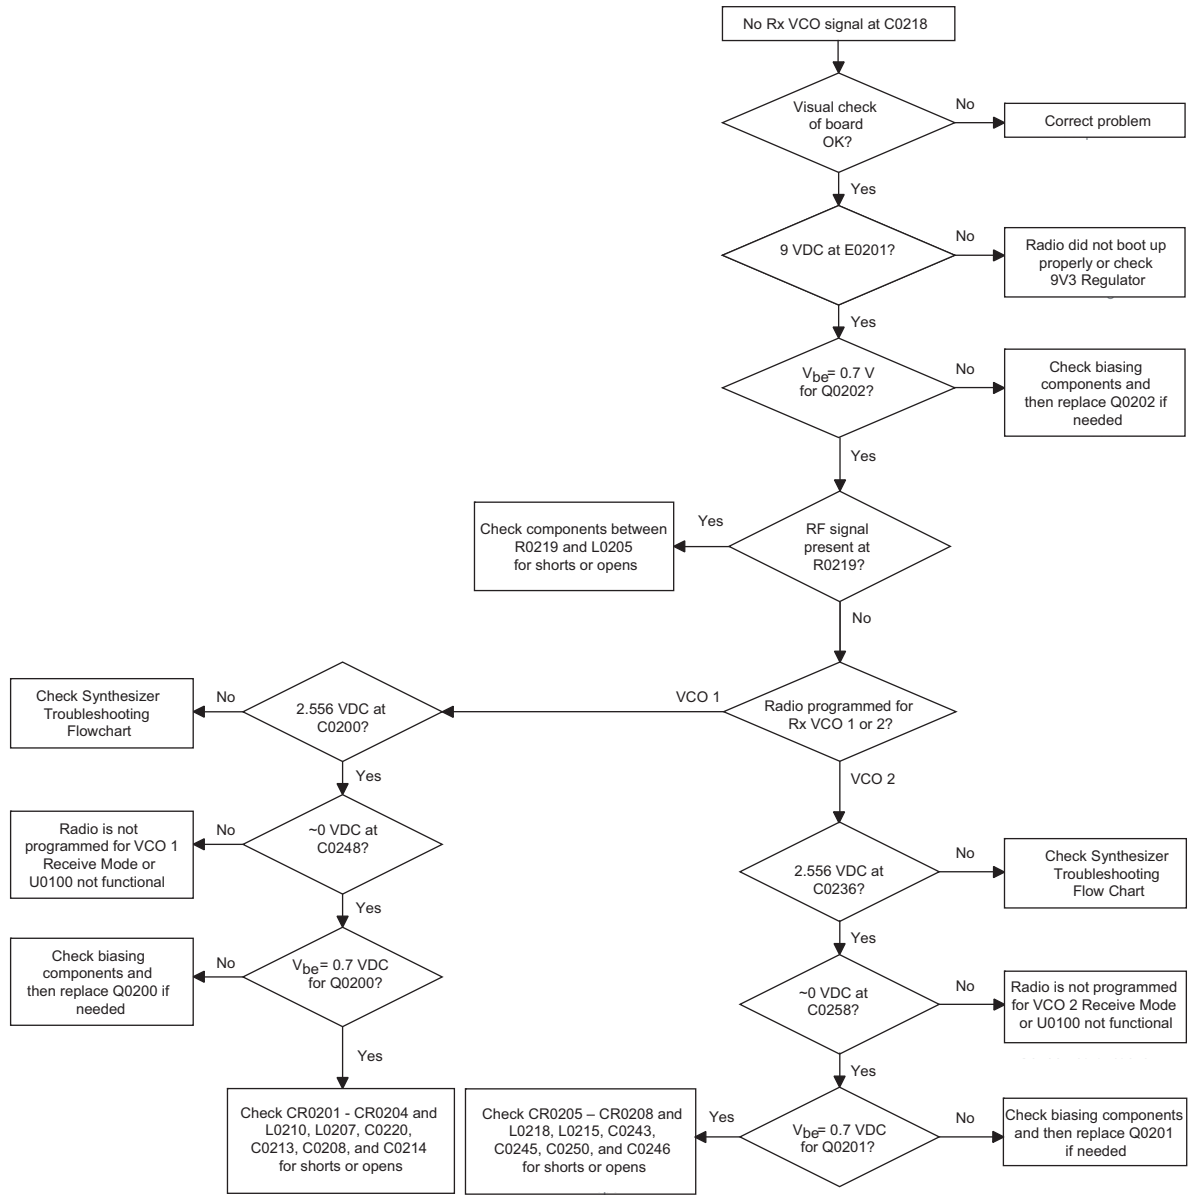 No Rx VCO signal at C0218
Visual check
of board
OK?
No
Correct problem
Yes
9 VDC at E0201?
No
Radio did not boot up
properly or check
9V3 Regulator
Yes
Vbe= 0.7 V
for Q0202?
No
Check biasing
components and
then replace Q0202 if
needed
Yes
RF signal
present at
R0219?
Yes
Check components between
R0219 and L0205
for shorts or opens
No
Radio programmed for
Rx VCO 1 or 2?
VCO 1
2.556 VDC at
C0200?
No
Check Synthesizer
Troubleshooting
Flowchart
Yes
~0 VDC at
C0248?
No
Radio is not
programmed for VCO 1
Receive Mode or
U0100 not functional
Yes
Vbe= 0.7 VDC
for Q0200?
No
Check biasing
components and
then replace Q0200 if
needed
Yes
Check CR0201 - CR0204 and
L0210, L0207, C0220,
C0213, C0208, and C0214
for shorts or opens
VCO 2
2.556 VDC at
C0236?
No
Check Synthesizer
Troubleshooting
Flow Chart
Yes
~0 VDC at
C0258?
No
Radio is not programmed
for VCO 2 Receive Mode
or U0100 not functional
Yes
Vbe= 0.7 VDC
for Q0201?
No
Check biasing components
and then replace Q0201
if needed
Yes
Check CR0205 – CR0208 and
L0218, L0215, C0243,
C0245, C0250, and C0246
for shorts or opens